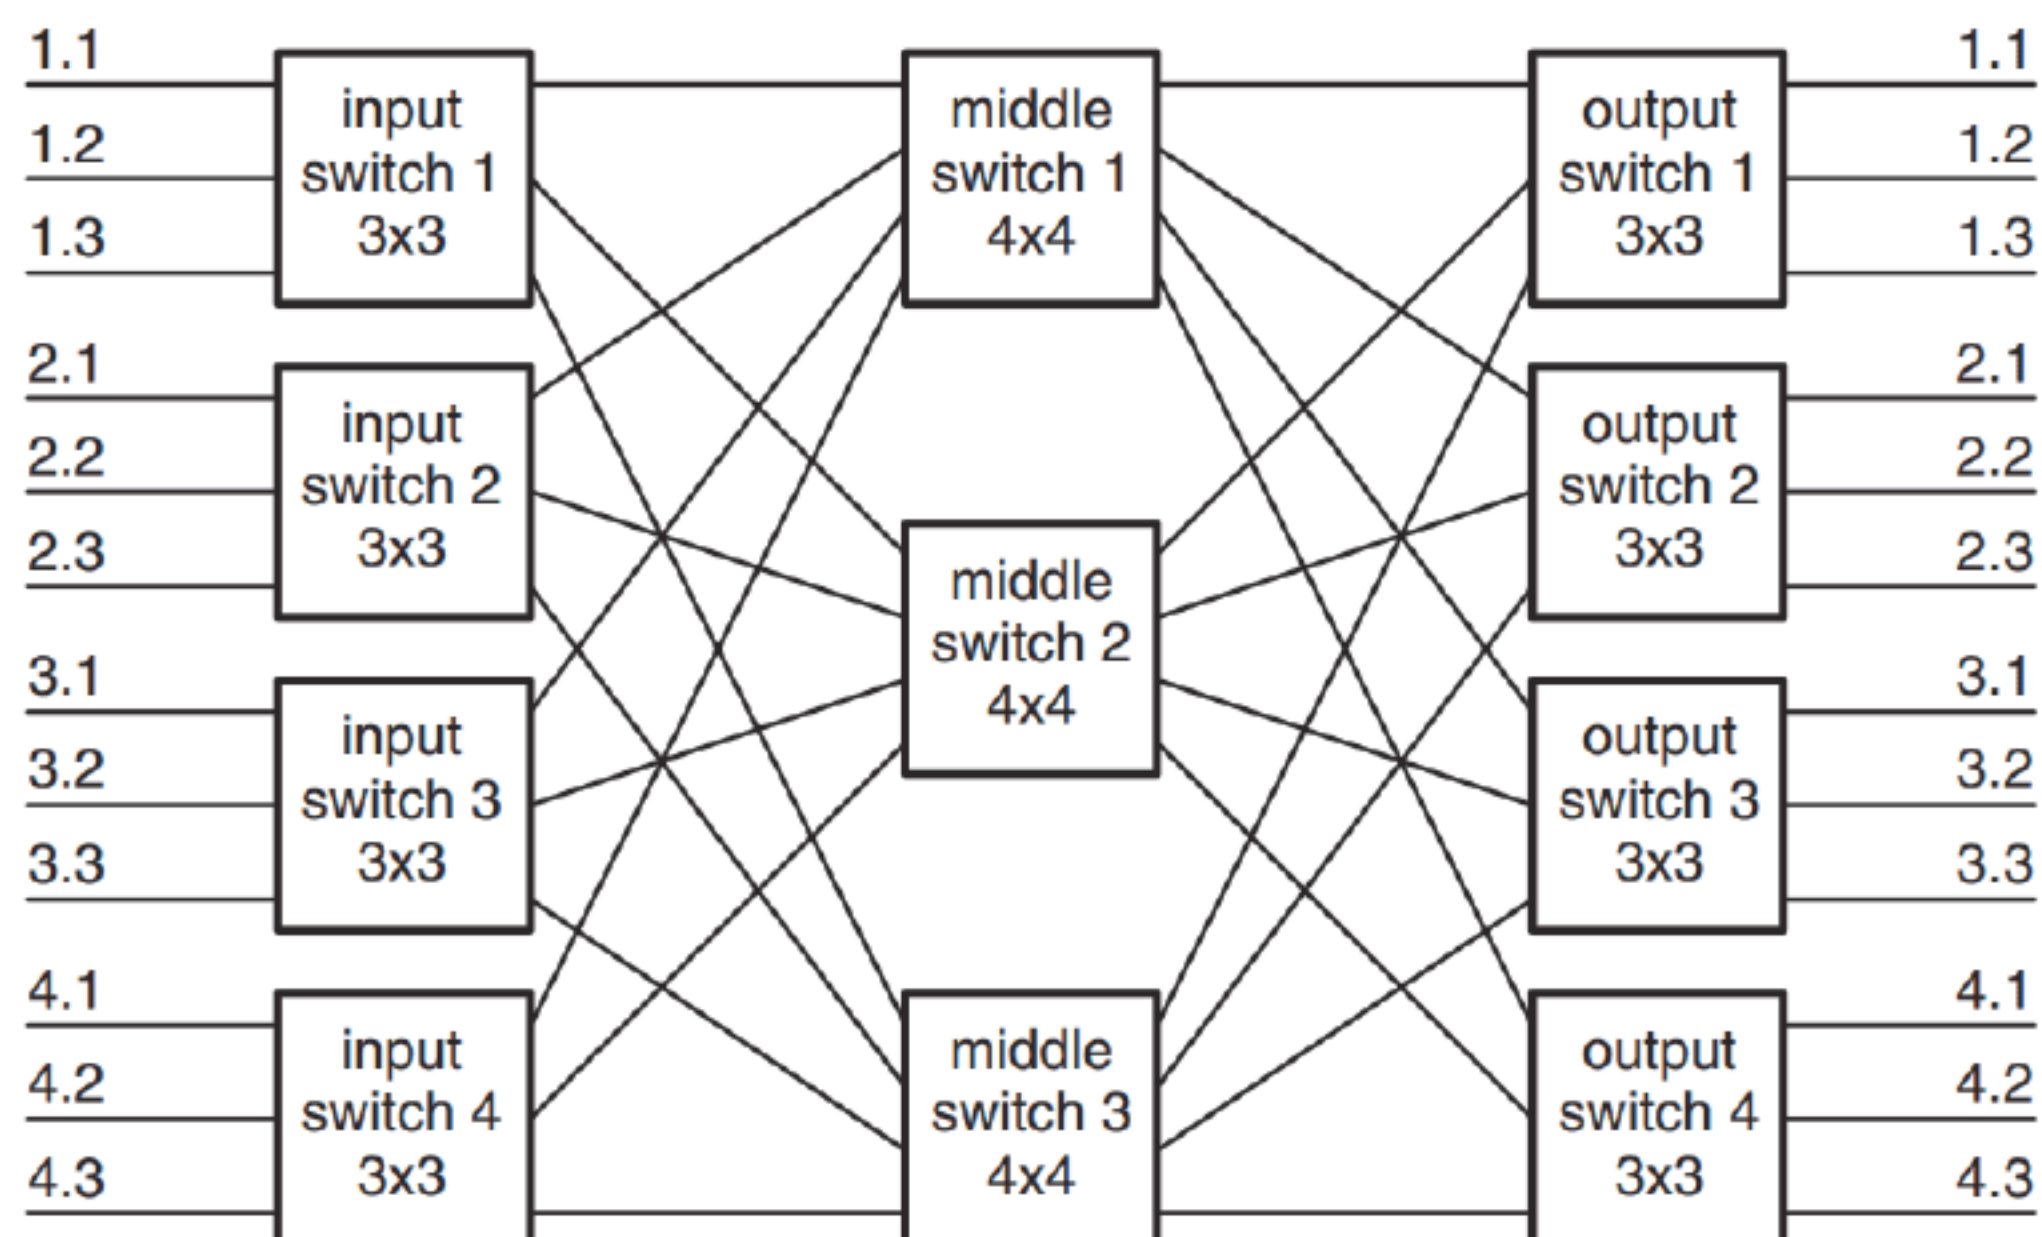 1.1
1.2
1.3
input
switch 1
3x3
middle
switch 1
4x4
output
switch 1
3x3
1.1
1.2
1.3
2.1
2.2
2.3
input
switch 2
3x3
output
switch 2
3x3
2.1
2.2
2.3
middle
switch 2
4x4
3.1
3.2
3.3
input
switch 3
3x3
output
switch 3
3x3
3.1
3.2
3.3
4.1
4.2
4.3
input
switch 4
3x3
middle
switch 3
4x4
output
switch 4
3x3
4.1
4.2
4.3